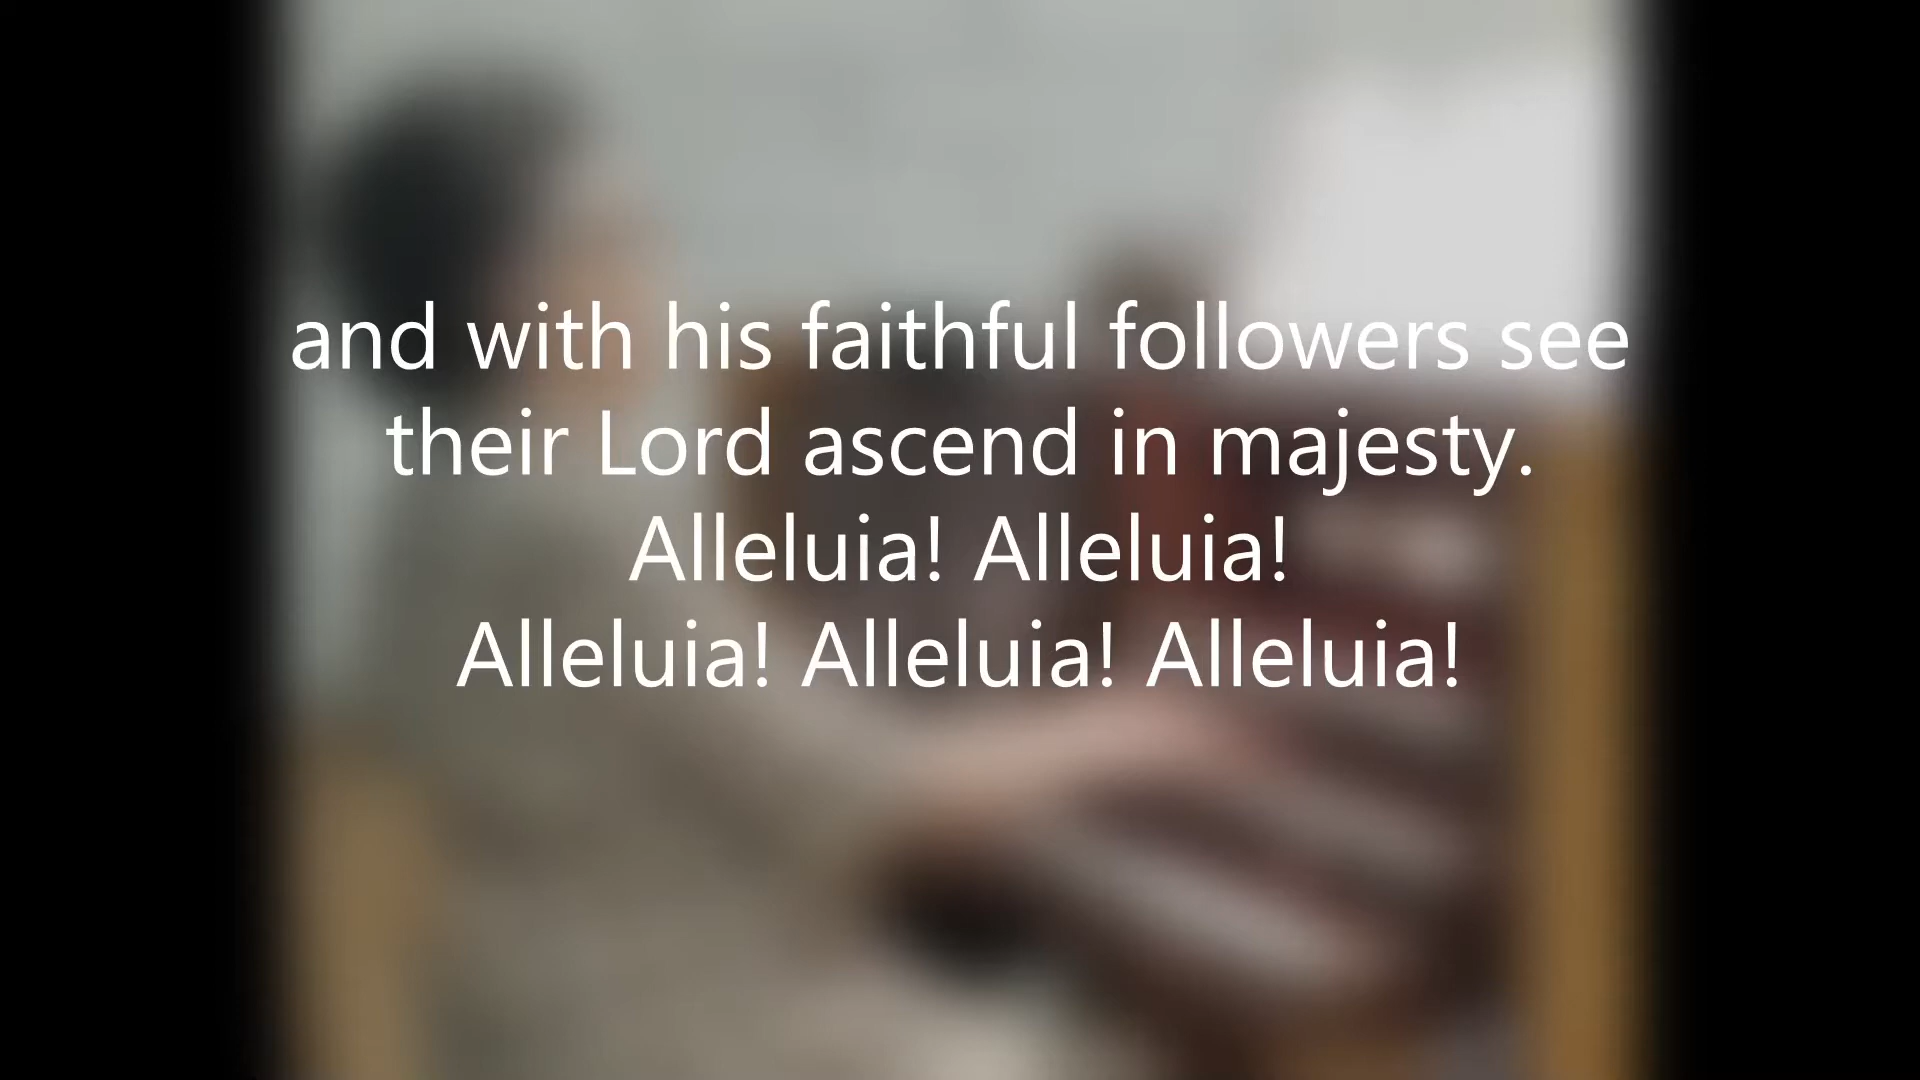 and with his faithful followers see
their Lord ascend in majesty.
Alleluia! Alleluia!
Alleluia! Alleluia! Alleluia!